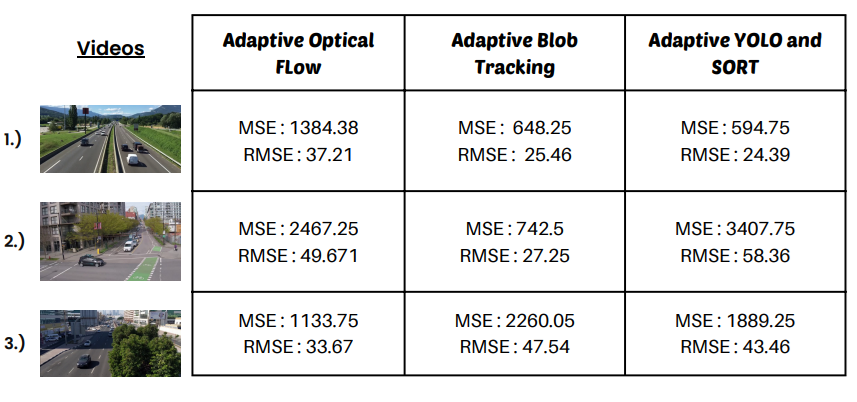 Videos
Adaptive Optical
FLow
Adaptive Blob
Tracking
Adaptive YOLO and
SORT
1.)
MSE : 1384.38
RMSE : 37.21
MSE : 648.25
RMSE : 25.46
MSE : 594.75
RMSE : 24.39
2.)
MSE : 2467.25
RMSE : 49.671
MSE : 742.5
RMSE : 27.25
MSE : 3407.75
RMSE : 58.36
3.)
MSE : 1133.75
RMSE : 33.67
MSE : 2260.05
RMSE : 47.54
MSE : 1889.25
RMSE : 43.46